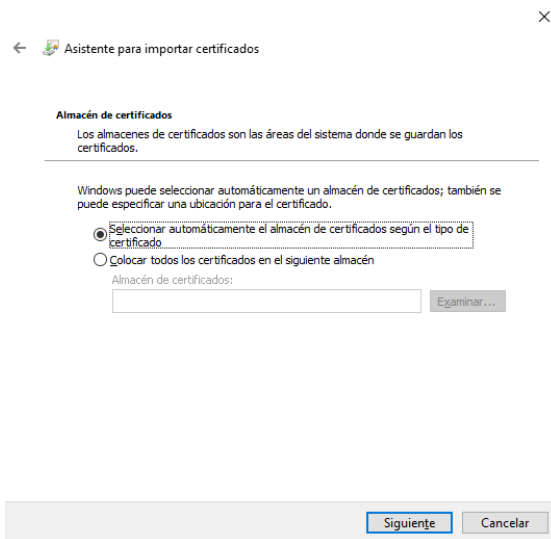 Asistente para importar certificados
Almacén de certificados
Los almacenes de certificados son las áreas del sistema donde se guardan los
certificados.
Windows puede seleccionar automáticamente un almacén de certificados; también se
puede especificar una ubicación para el certificado.
Seleccionar automáticamente el almacén de certificados según el tipo de
certificado
Colocar todos los certificados en el siguiente almacén
Almacén de certificados:
Examinar...
Siguiente
Cancelar